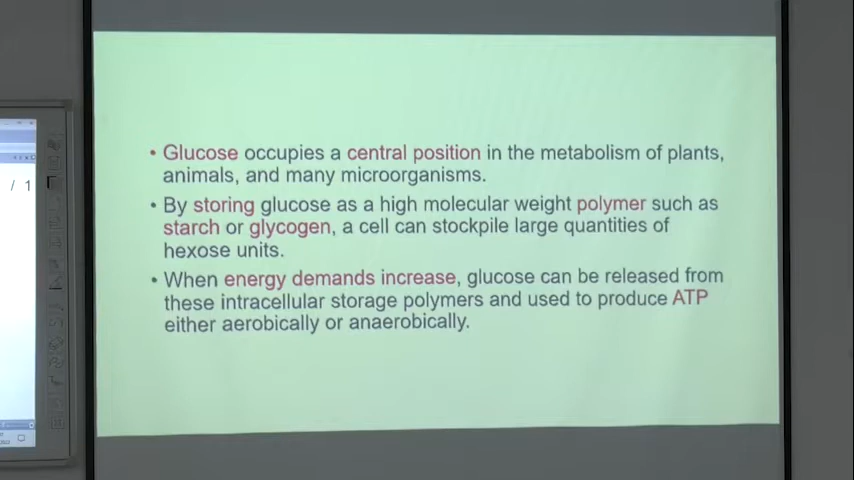 • Glucose occupies a central position in the metabolism of plants,
animals, and many microorganisms.
• By storing glucose as a high molecular weight polymer such as
starch or glycogen, a cell can stockpile large quantities of
hexose units.
• When energy demands increase, glucose can be released from
these intracellular storage polymers and used to produce ATP
either aerobically or anaerobically.
/ 1